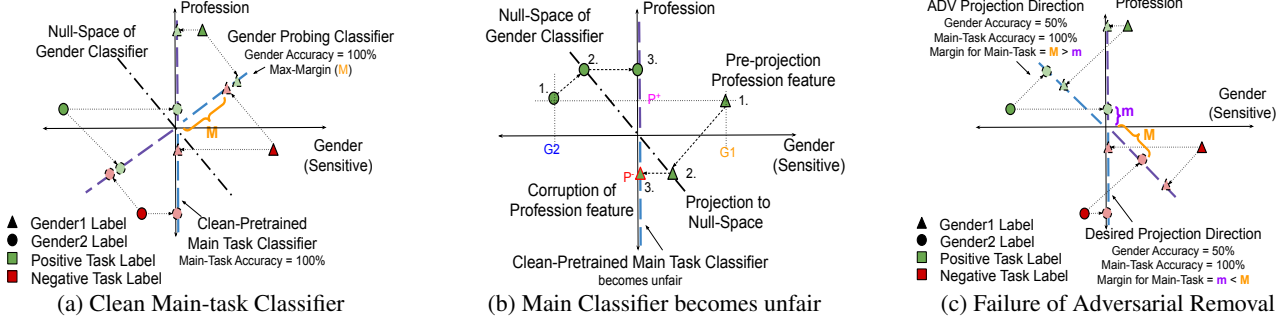 Profession
Null-Space of
Gender Classifier
Gender Probing Classifier
Gender Accuracy = 100%
Max-Margin (M)
M
Gender
(Sensitive)
Clean-Pretrained
Main Task Classifier
Main-Task Accuracy = 100%
Gender1 Label
Gender2 Label
Positive Task Label
Negative Task Label
(a) Clean Main-task Classifier
Profession
Null-Space of
Gender Classifier
2.
3.
Pre-projection
Profession feature
1.
1.
P+
G2
G1
Gender
(Sensitive)
P-
2.
3.
Corruption of
Profession feature
Projection to
Null-Space
Clean-Pretrained Main Task Classifier
becomes unfair
(b) Main Classifier becomes unfair
ADV Projection Direction
Profession
Gender Accuracy = 50%
Main-Task Accuracy = 100%
Margin for Main-Task = M > m
Gender
(Sensitive)
m
M
Gender1 Label
Gender2 Label
Positive Task Label
Negative Task Label
Desired Projection Direction
Gender Accuracy = 50%
Main-Task Accuracy = 100%
Margin for Main-Task = m < M
(c) Failure of Adversarial Removal